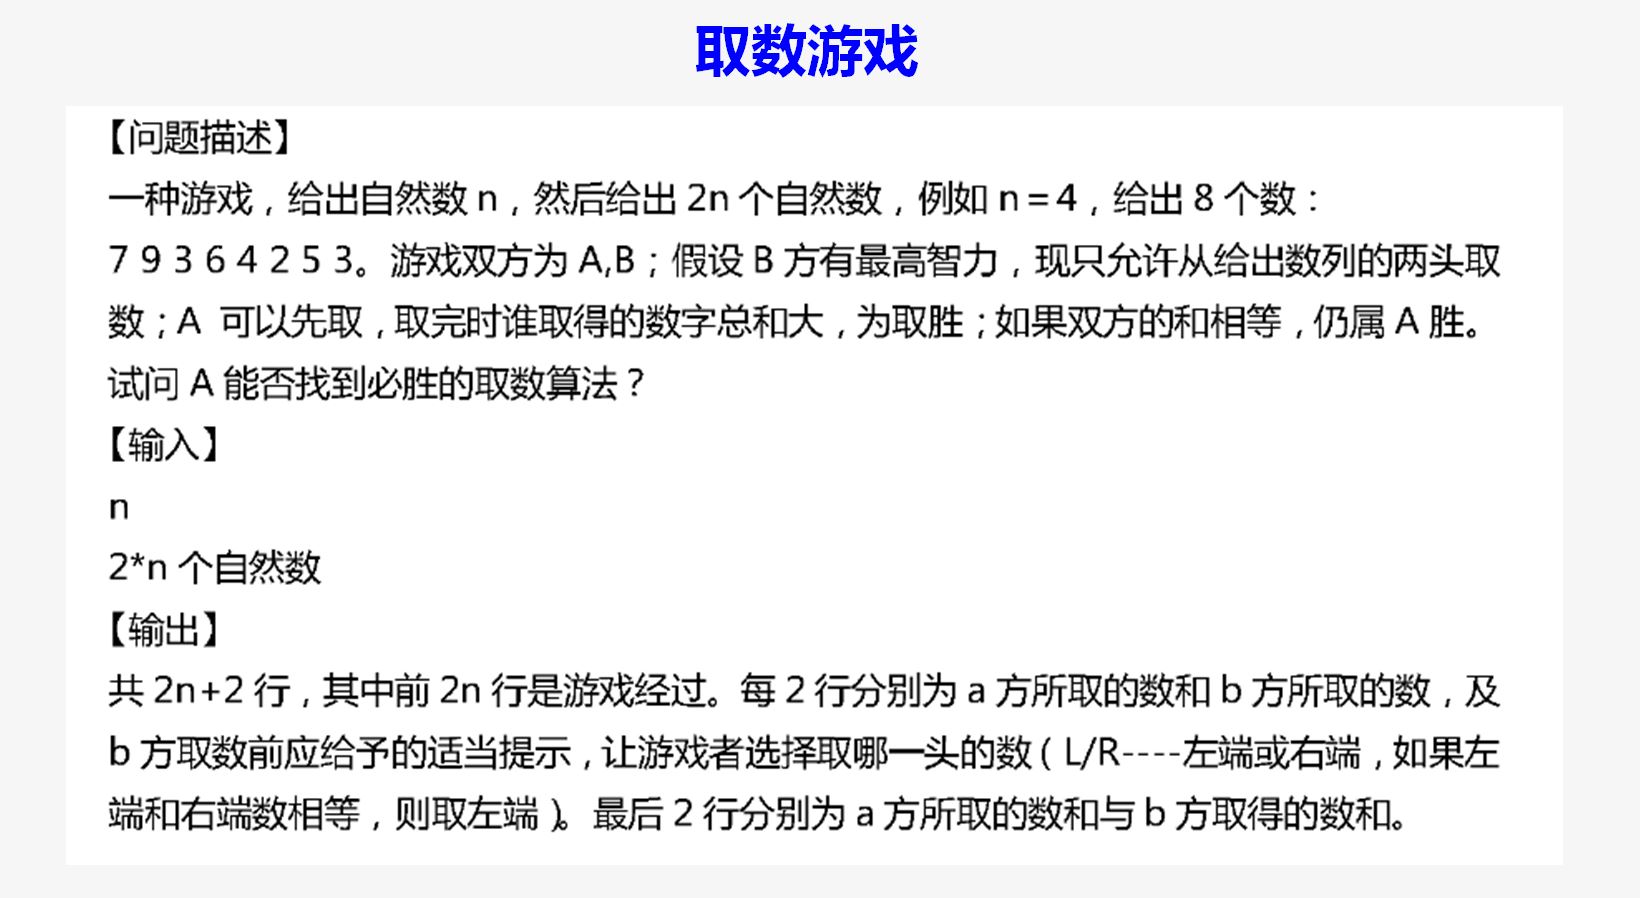 取数游戏
【问题描述】
一种游戏，给出自然数 n，然后给出 2n 个自然数，例如 n=4，给出 8 个数：
7 9 3 6 4 2 5 3。游戏双方为 A,B；假设 B 方有最高智力，现只允许从给出数列的两头取
数；A 可以先取，取完时谁取得的数字总和大，为取胜；如果双方的和相等，仍属 A 胜。
试问 A 能否找到必胜的取数算法？
【输入】
n
2*n 个自然数
【输出】
共 2n+2 行，其中前 2n 行是游戏经过。每 2 行分别为 a 方所取的数和 b 方所取的数，及
b 方取数前应给予的适当提示，让游戏者选择取哪一头的数（L/R----左端或右端，如果左
端和右端数相等，则取左端）。最后 2 行分别为 a 方所取的数和与 b 方取得的数和。